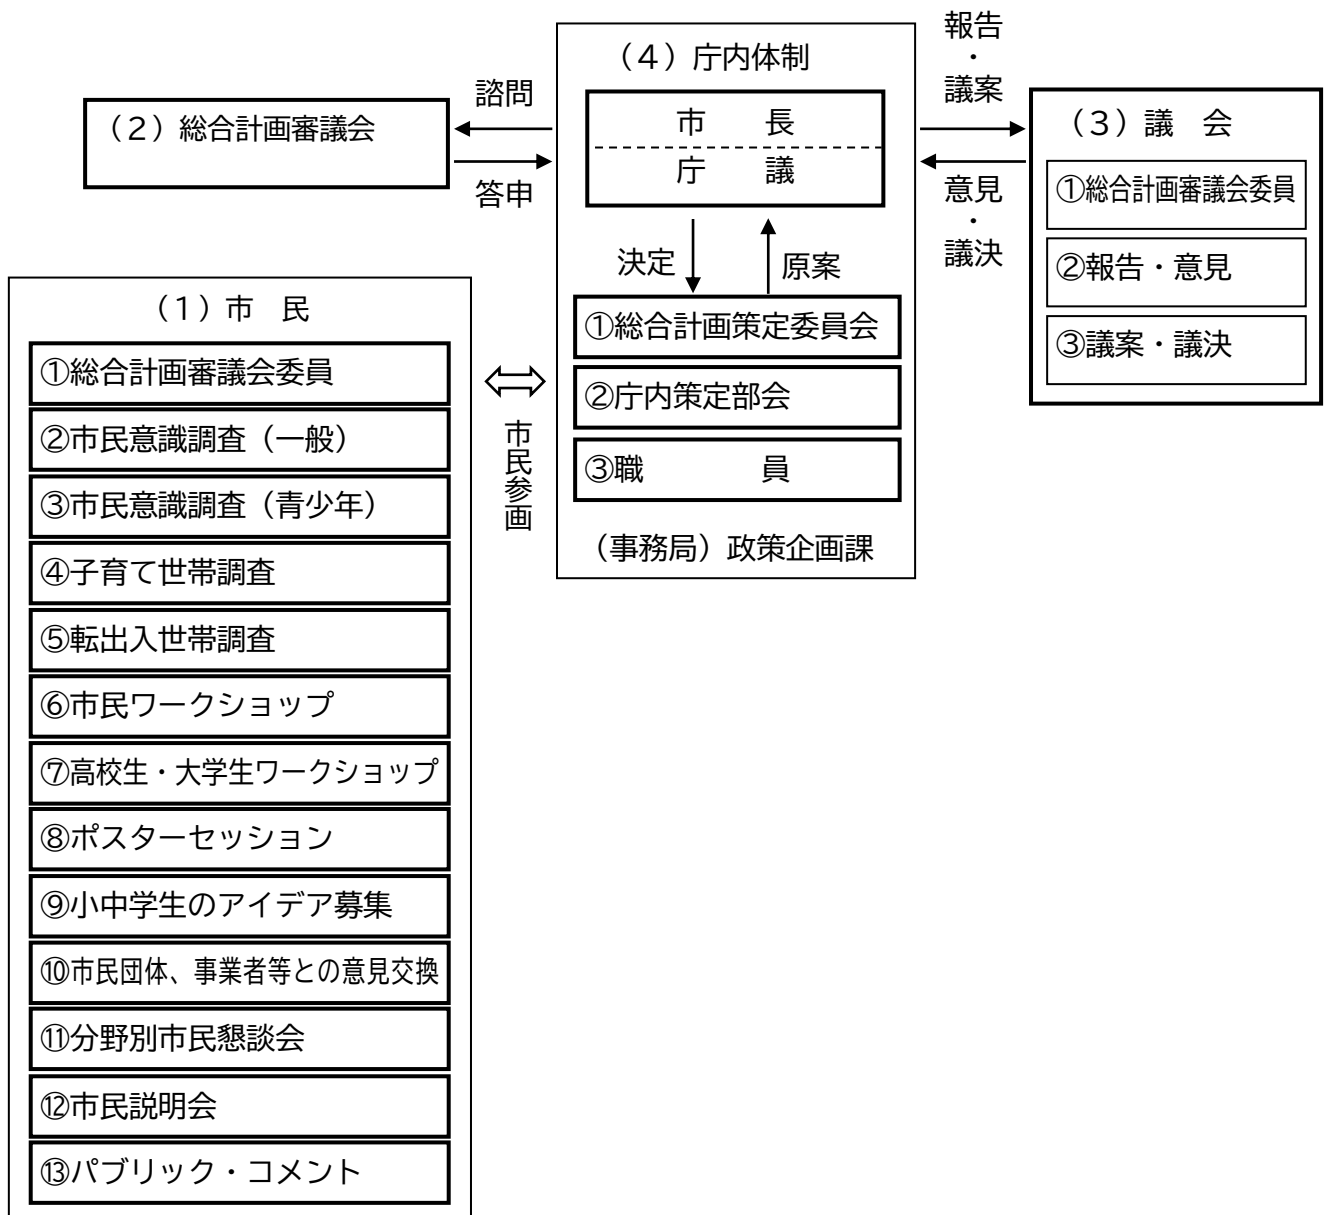 （4）庁内体制
市　長
庁　議
決定
原案
①総合計画策定委員会
②庁内策定部会
③職　員
（事務局）政策企画課
諮問
答申
（2）総合計画審議会
報告
・
議案
意見
・
議決
（3）議　会
①総合計画審議会委員
②報告・意見
③議案・議決
市民参画
（1）市　民
①総合計画審議会委員
②市民意識調査（一般）
③市民意識調査（青少年）
④子育て世帯調査
⑤転出入世帯調査
⑥市民ワークショップ
⑦高校生・大学生ワークショップ
⑧ポスターセッション
⑨小中学生のアイデア募集
⑩市民団体、事業者等との意見交換
⑪分野別市民懇談会
⑫市民説明会
⑬パブリック・コメント